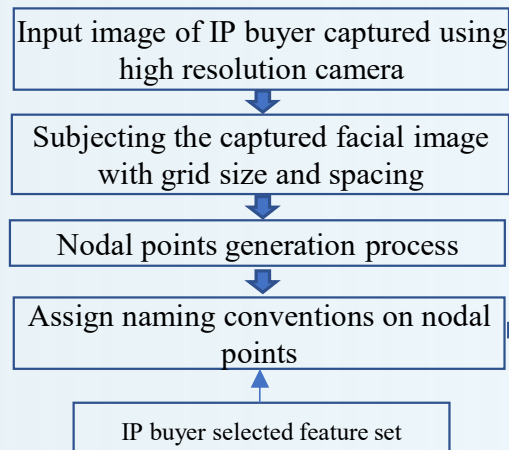 Input image of IP buyer captured using
high resolution camera
Subjecting the captured facial image
with grid size and spacing
Nodal points generation process
Assign naming conventions on nodal
points
IP buyer selected feature set